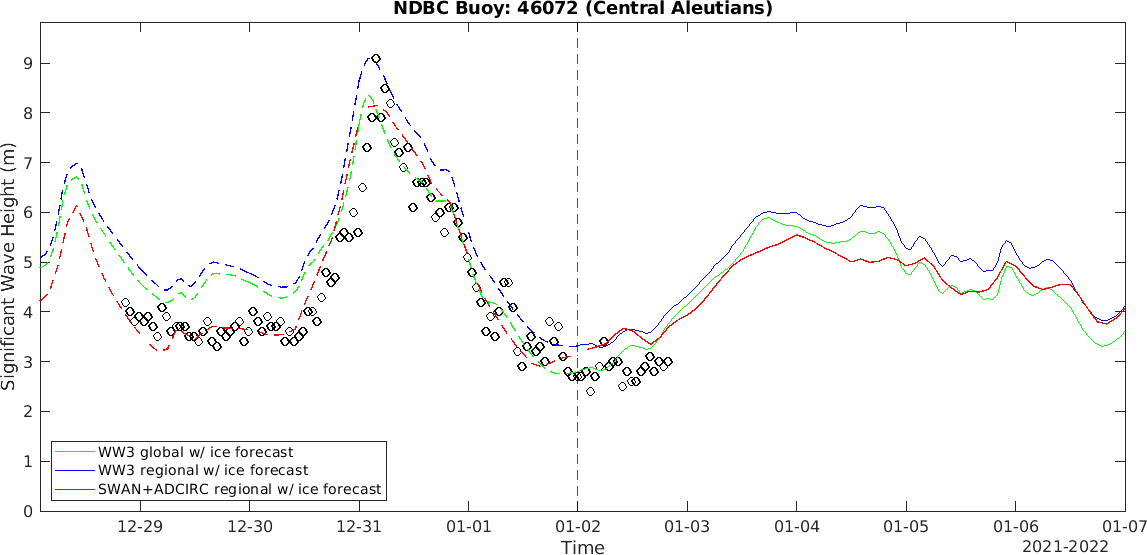 NDBC Buoy: 46072 (Central Aleutians)
Significant Wave Height (m)
9
8
7
6
5
4
3
2
1
0
WW3 global w/ ice forecast
WW3 regional w/ ice forecast
SWAN+ADCIRC regional w/ ice forecast
12-29 12-30 12-31 01-01 01-02 01-03 01-04 01-05 01-06 01-07
Time
2021-2022